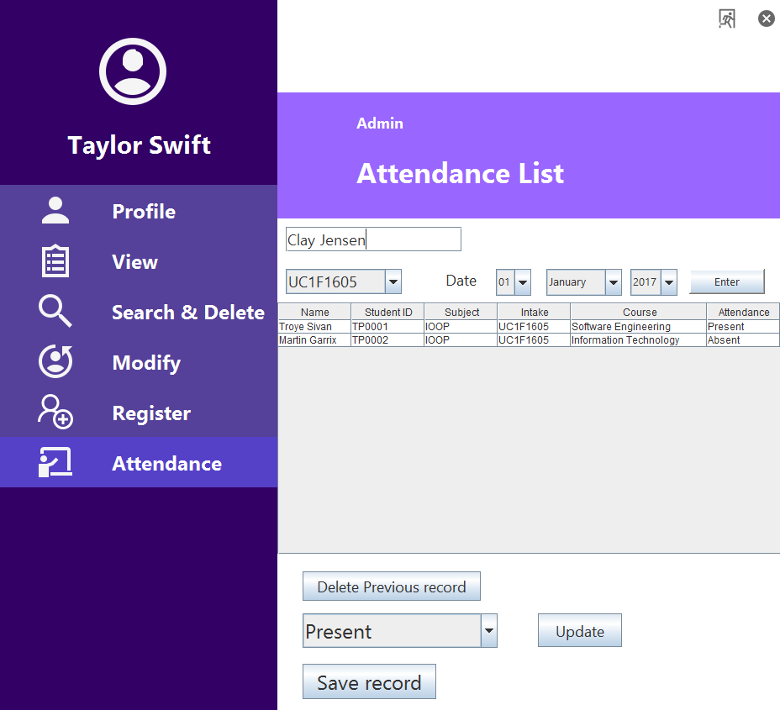 Taylor Swift
Profile
View
Search & Delete
Modify
Register
Attendance
Admin
Attendance List
Clay Jensen
UC1F1605 Date 01 January 2017 Enter
Name Student ID Subject Intake Course Attendance
Troye Sivan TP0001 IOOP UC1F1605 Software Engineering Present
Martin Garrix TP0002 IOOP UC1F1605 Information Technology Absent
Delete Previous record
Present Update
Save record